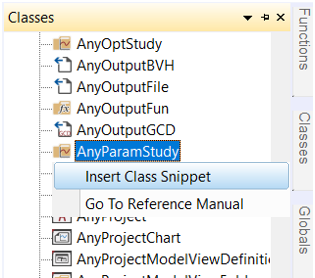 Classes
AnyOptStudy
AnyOutputBVH
AnyOutputFile
AnyOutputFun
AnyOutputGCD
AnyParamStudy
Insert Class Snippet
Go To Reference Manual
AnyProject
AnyProjectChart
AnyProjectModelViewDefinitio
Functions
Classes
Globals